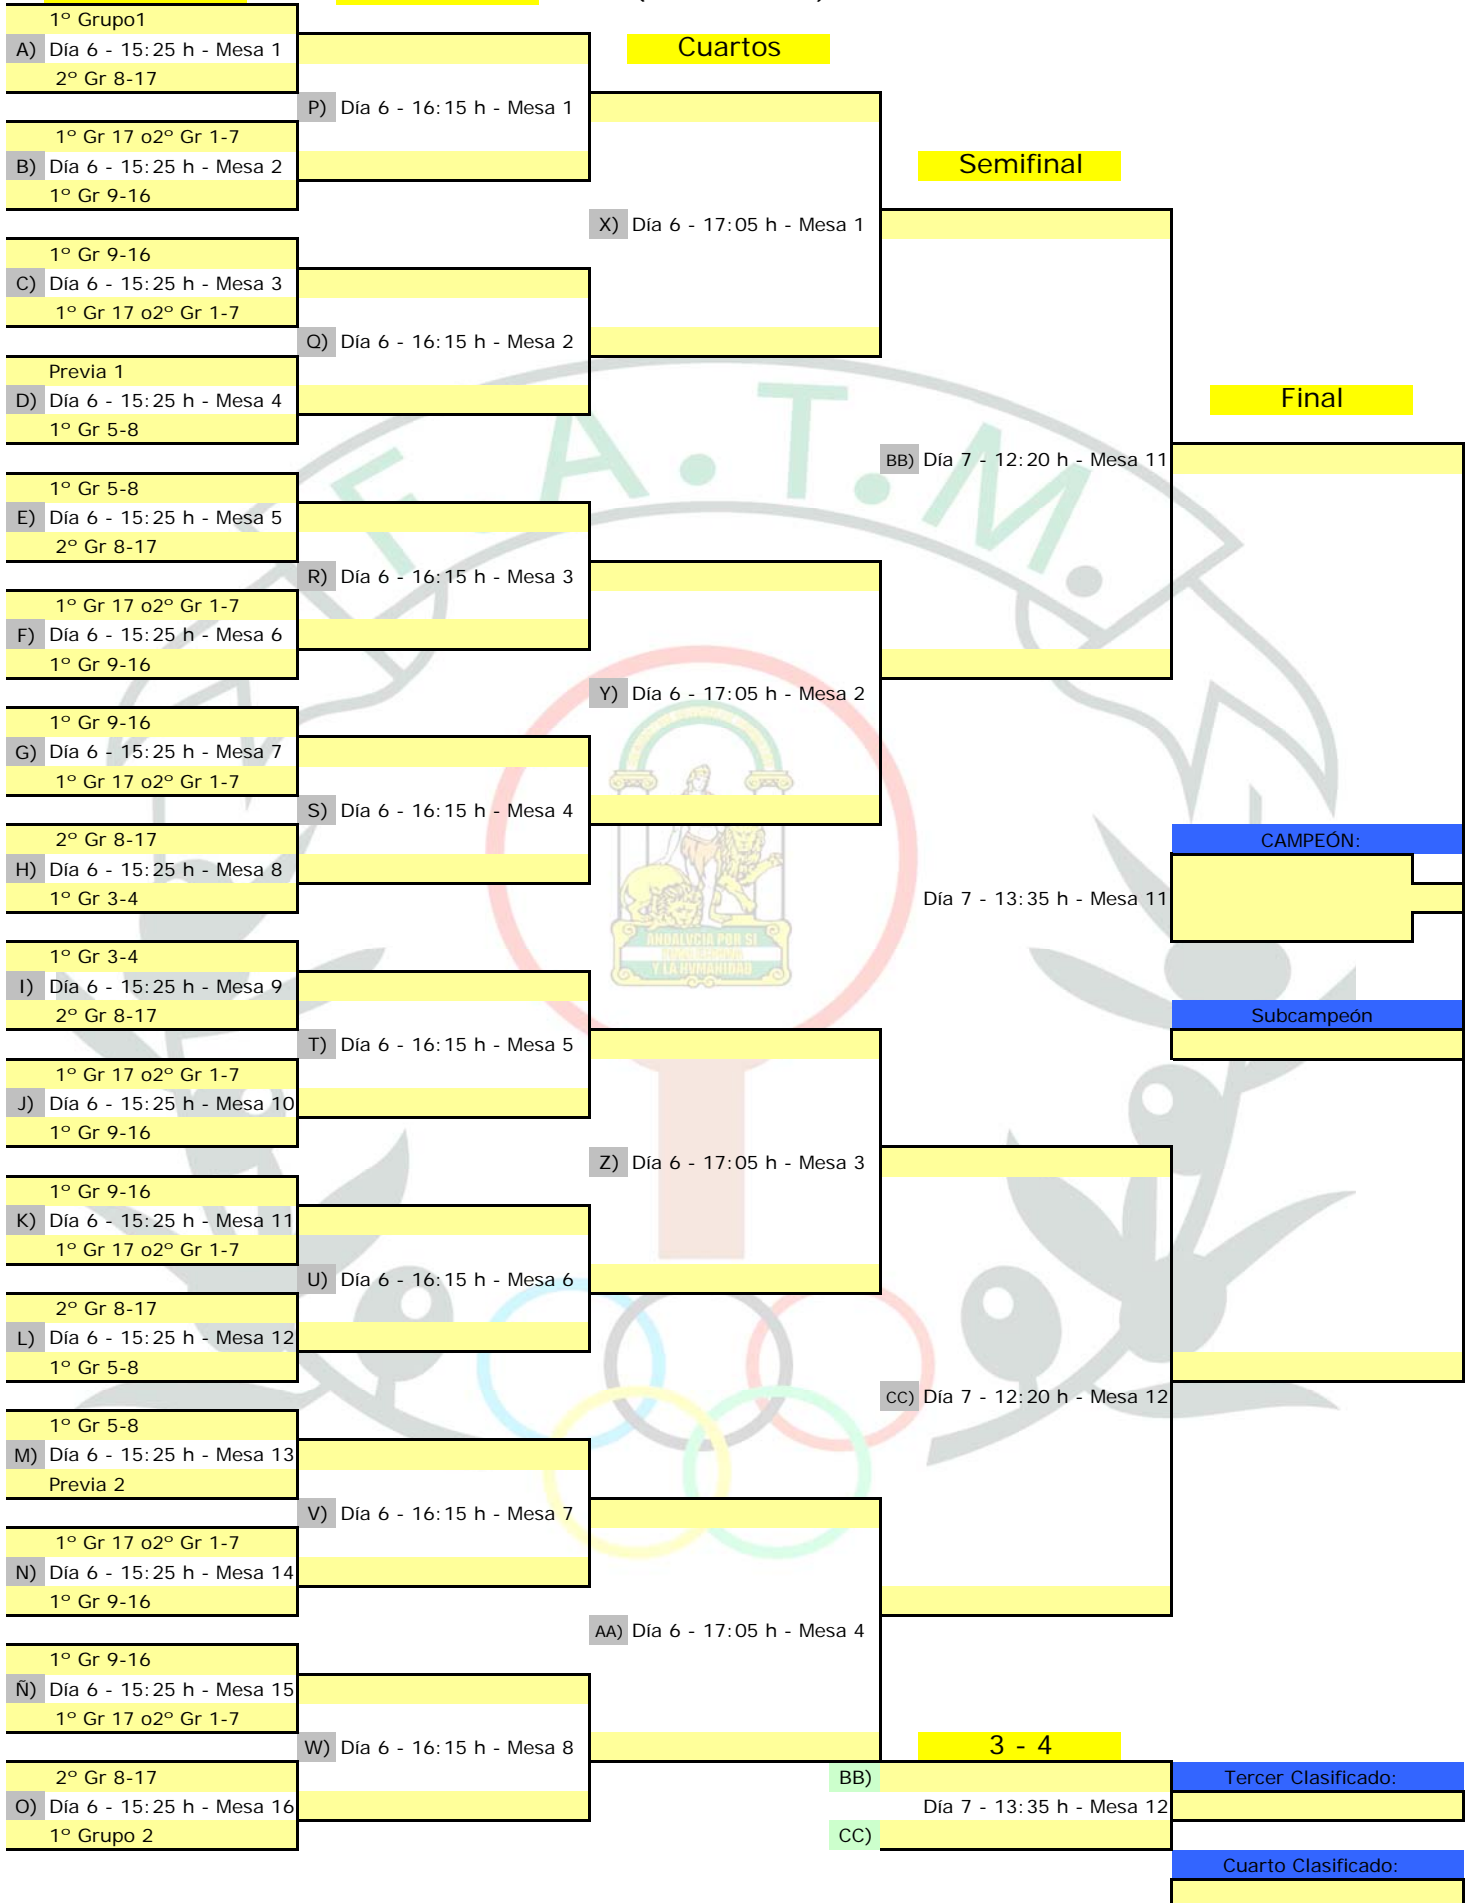 1º Grupo1
A) Día 6 - 15:25 h - Mesa 1
2º Gr 8-17
1º Gr 17 o2º Gr 1-7
B) Día 6 - 15:25 h - Mesa 2
1º Gr 9-16
1º Gr 9-16
C) Día 6 - 15:25 h - Mesa 3
1º Gr 17 o2º Gr 1-7
Previa 1
D) Día 6 - 15:25 h - Mesa 4
1º Gr 5-8
1º Gr 5-8
E) Día 6 - 15:25 h - Mesa 5
2º Gr 8-17
1º Gr 17 o2º Gr 1-7
F) Día 6 - 15:25 h - Mesa 6
1º Gr 9-16
1º Gr 9-16
G) Día 6 - 15:25 h - Mesa 7
1º Gr 17 o2º Gr 1-7
2º Gr 8-17
H) Día 6 - 15:25 h - Mesa 8
1º Gr 3-4
1º Gr 3-4
I) Día 6 - 15:25 h - Mesa 9
2º Gr 8-17
1º Gr 17 o2º Gr 1-7
J) Día 6 - 15:25 h - Mesa 10
1º Gr 9-16
1º Gr 9-16
K) Día 6 - 15:25 h - Mesa 11
1º Gr 17 o2º Gr 1-7
2º Gr 8-17
L) Día 6 - 15:25 h - Mesa 12
1º Gr 5-8
1º Gr 5-8
M) Día 6 - 15:25 h - Mesa 13
Previa 2
1º Gr 17 o2º Gr 1-7
N) Día 6 - 15:25 h - Mesa 14
1º Gr 9-16
1º Gr 9-16
Ñ) Día 6 - 15:25 h - Mesa 15
1º Gr 17 o2º Gr 1-7
2º Gr 8-17
O) Día 6 - 15:25 h - Mesa 16
1º Grupo 2
P) Día 6 - 16:15 h - Mesa 1
Q) Día 6 - 16:15 h - Mesa 2
R) Día 6 - 16:15 h - Mesa 3
S) Día 6 - 16:15 h - Mesa 4
T) Día 6 - 16:15 h - Mesa 5
U) Día 6 - 16:15 h - Mesa 6
V) Día 6 - 16:15 h - Mesa 7
W) Día 6 - 16:15 h - Mesa 8
Cuartos
X) Día 6 - 17:05 h - Mesa 1
Y) Día 6 - 17:05 h - Mesa 2
Z) Día 6 - 17:05 h - Mesa 3
AA) Día 6 - 17:05 h - Mesa 4
Semifinal
BB) Día 7 - 12:20 h - Mesa 11
CC) Día 7 - 12:20 h - Mesa 12
Final
Día 7 - 13:35 h - Mesa 11
CAMPEÓN:
Subcampeón
3 - 4
BB)
Día 7 - 13:35 h - Mesa 12
CC)
Tercer Clasificado:
Cuarto Clasificado:
F.A.T.M.
ANDALVCIA POR SI
Y LA HVMANIDAD